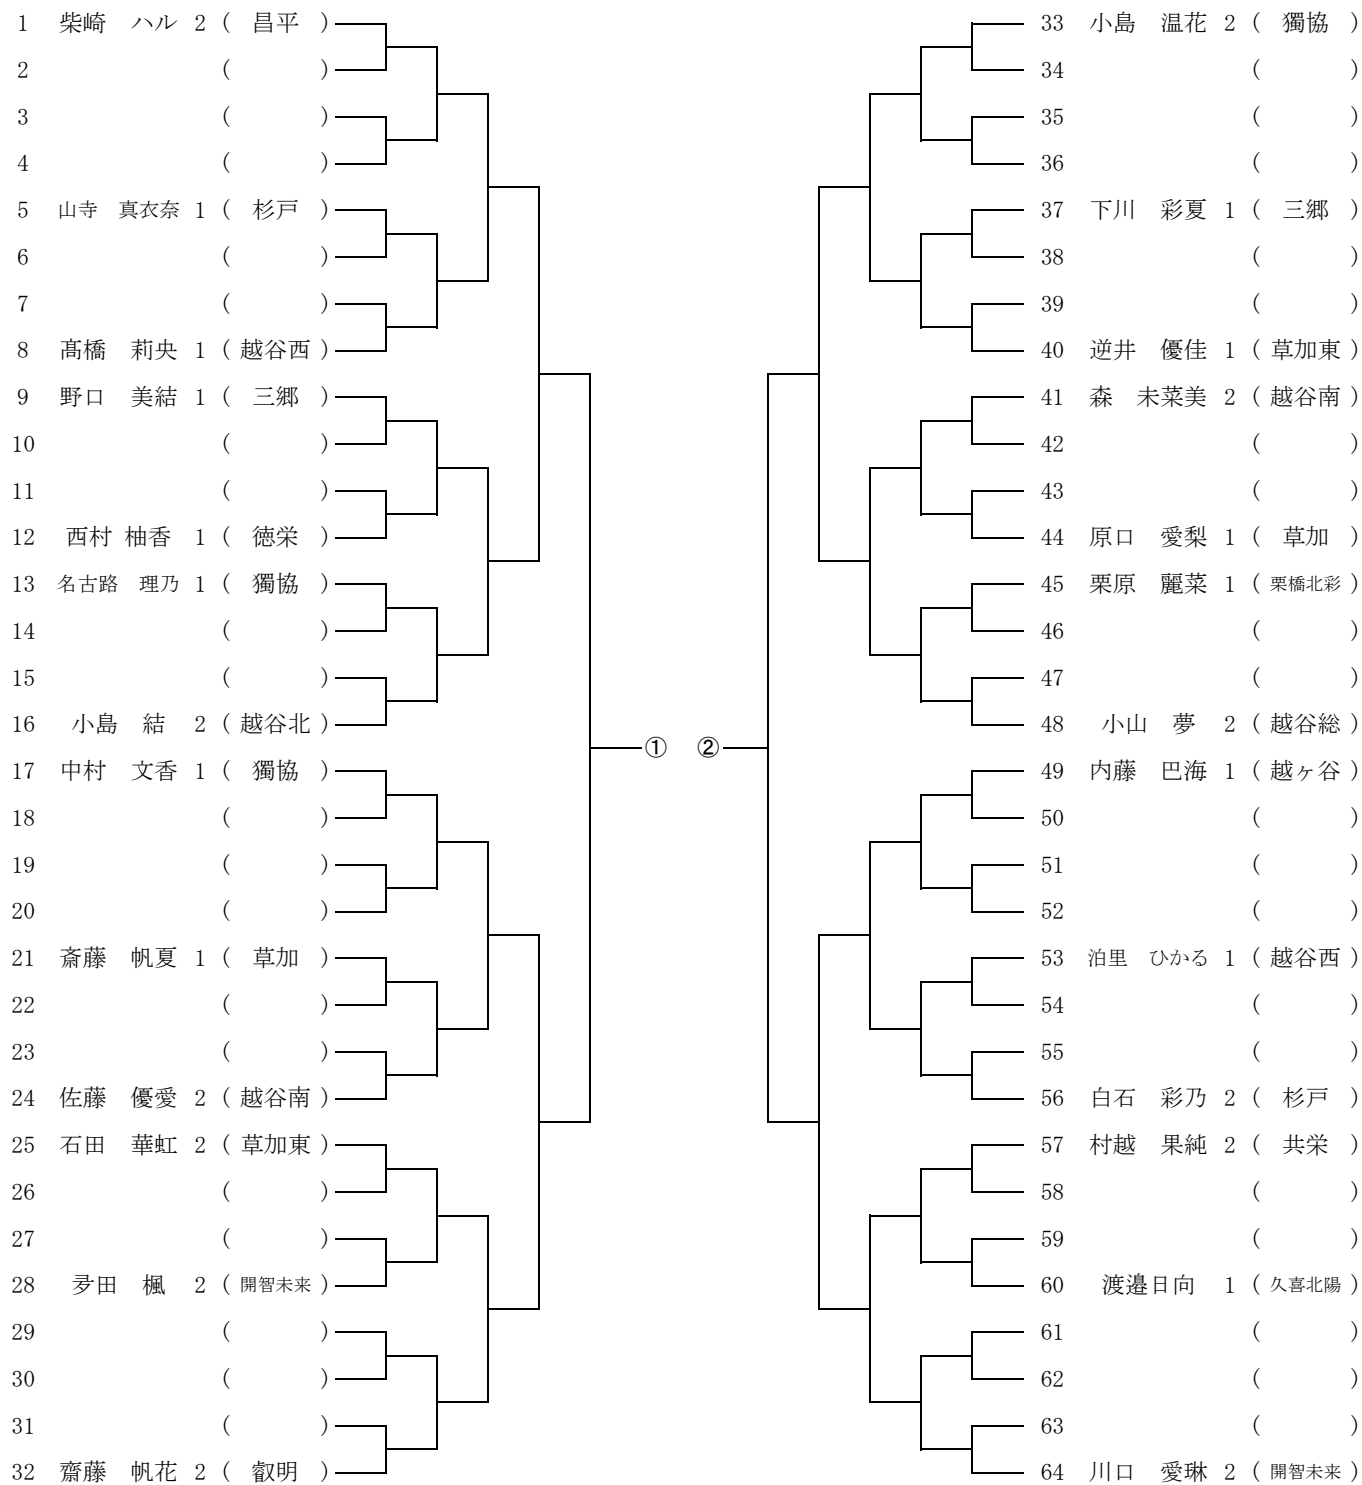 1 柴崎 ハル 2 ( 昌平 )
2 ( )
3 ( )
4 ( )
5 山寺 真衣奈 1 ( 杉戸 )
6 ( )
7 ( )
8 髙橋 莉央 1 ( 越谷西 )
9 野口 美結 1 ( 三郷 )
10 ( )
11 ( )
12 西村 柚香 1 ( 徳栄 )
13 名古路 理乃 1 ( 獨協 )
14 ( )
15 ( )
16 小島 結 2 ( 越谷北 )
17 中村 文香 1 ( 獨協 )
18 ( )
19 ( )
20 ( )
21 斎藤 帆夏 1 ( 草加 )
22 ( )
23 ( )
24 佐藤 優愛 2 ( 越谷南 )
25 石田 華虹 2 ( 草加東 )
26 ( )
27 ( )
28 田 楓 2 ( 開智未来 )
29 ( )
30 ( )
31 ( )
32 齋藤 帆花 2 ( 叡明 )
① ②
33 小島 温花 2 ( 獨協 )
34 ( )
35 ( )
36 ( )
37 下川 彩夏 1 ( 三郷 )
38 ( )
39 ( )
40 逆井 優佳 1 ( 草加東 )
41 森 未菜美 2 ( 越谷南 )
42 ( )
43 ( )
44 原口 愛梨 1 ( 草加 )
45 栗原 麗菜 1 ( 栗橋北彩 )
46 ( )
47 ( )
48 小山 夢 2 ( 越谷総 )
49 内藤 巴海 1 ( 越ヶ谷 )
50 ( )
51 ( )
52 ( )
53 泊里 ひかる 1 ( 越谷西 )
54 ( )
55 ( )
56 白石 彩乃 2 ( 杉戸 )
57 村越 果純 2 ( 共栄 )
58 ( )
59 ( )
60 渡邉日向 1 ( 久喜北陽 )
61 ( )
62 ( )
63 ( )
64 川口 愛琳 2 ( 開智未来 )